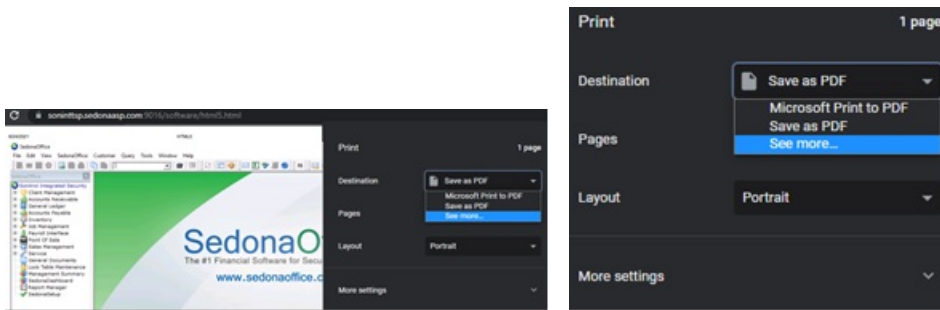 soninttsp.sedonaasp.com:9016/software/html5.html
SedonaOffice
File Edit View SedonaOffice Customer Query Tools Window Help
Client Management
Accounts Receivable
Accounts Payable
General Ledger
Inventory
Job Management
Payroll Interface
Point Of Sale
Sales Management
Service
General Documents
Lock Table Maintenance
Management Summary
SedonaDashboard
Report Manager
SedonaSetup
SedonaO
The #1 Financial Software for Secu
www.sedonaoffice.c
Print 1 page
Destination Save as PDF
Microsoft Print to PDF
Save as PDF
See more...
Pages
Layout Portrait
More settings
Print 1 page
Destination Save as PDF
Microsoft Print to PDF
Save as PDF
See more...
Pages
Layout Portrait
More settings